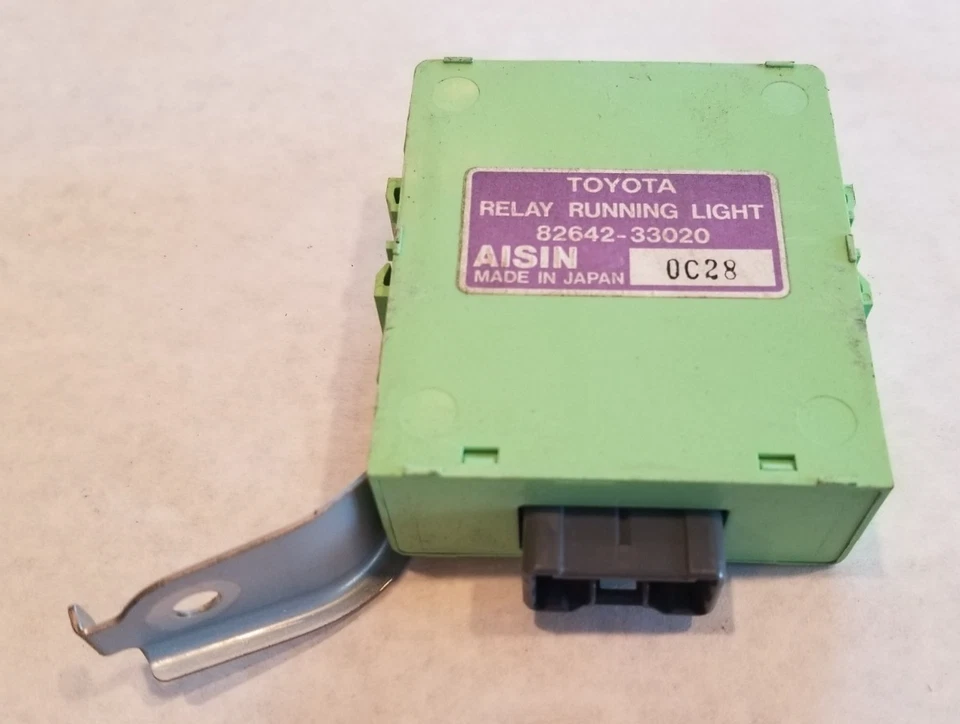 TOYOTA
RELAY RUNNING LIGHT
82642-33020
AISIN
MADE IN JAPAN
0C28